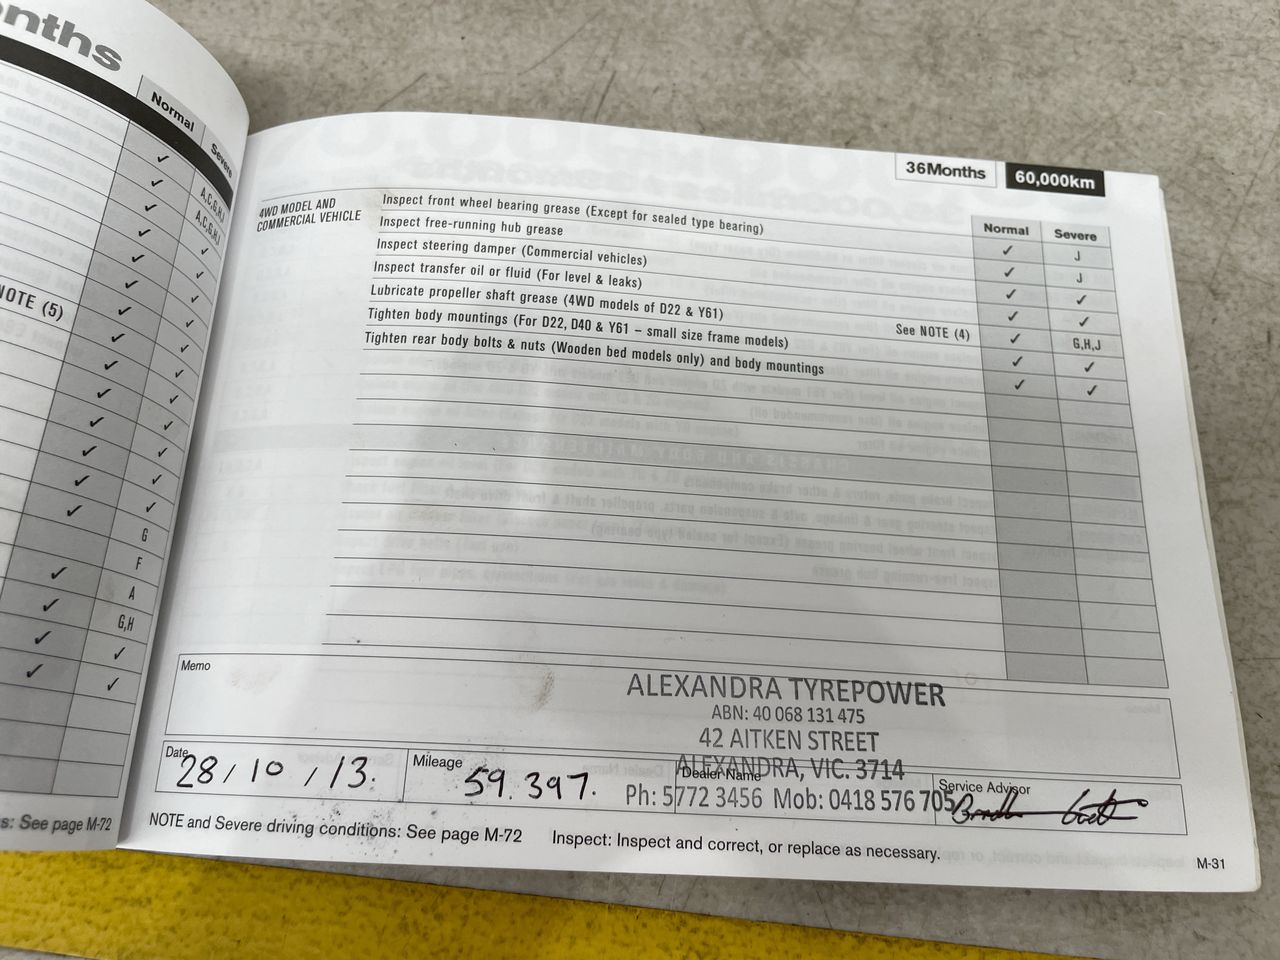 onths
Normal
Severe
A,C,G,H,J
A,C,G,H,J
NOTE (5)
G
F
A
G,H
s: See page M-72
36Months 60,000km
Normal Severe
4WD MODEL AND
COMMERCIAL VEHICLE
Inspect front wheel bearing grease (Except for sealed type bearing) ✓ J
Inspect free-running hub grease ✓ J
Inspect steering damper (Commercial vehicles) ✓ ✓
Inspect transfer oil or fluid (For level & leaks) ✓ ✓
Lubricate propeller shaft grease (4WD models of D22 & Y61) See NOTE (4) ✓ G,H,J
Tighten body mountings (For D22, D40 & Y61 – small size frame models) ✓ ✓
Tighten rear body bolts & nuts (Wooden bed models only) and body mountings ✓ ✓
Memo
ALEXANDRA TYREPOWER
ABN: 40 068 131 475
42 AITKEN STREET
ALEXANDRA, VIC. 3714
Ph: 5772 3456 Mob: 0418 576 705
Date 28/10/13.
Mileage 59.397.
Dealer Name
Service Advisor
NOTE and Severe driving conditions: See page M-72 Inspect: Inspect and correct, or replace as necessary.
M-31